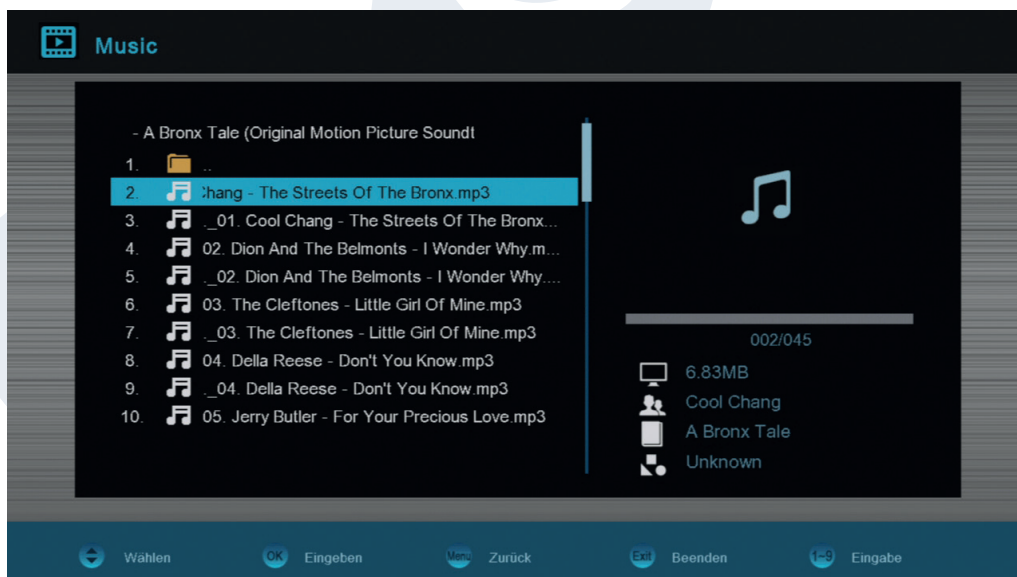 Music
- A Bronx Tale (Original Motion Picture Soundt
1. ..
2. Chang - The Streets Of The Bronx.mp3
3. ._01. Cool Chang - The Streets Of The Bronx...
4. 02. Dion And The Belmonts - I Wonder Why.m...
5. ._02. Dion And The Belmonts - I Wonder Why....
6. 03. The Cleftones - Little Girl Of Mine.mp3
7. ._03. The Cleftones - Little Girl Of Mine.mp3
8. 04. Della Reese - Don't You Know.mp3
9. ._04. Della Reese - Don't You Know.mp3
10. 05. Jerry Butler - For Your Precious Love.mp3
002/045
6.83MB
Cool Chang
A Bronx Tale
Unknown
Wählen OK Eingeben Menu Zurück Exit Beenden 1~9 Eingabe